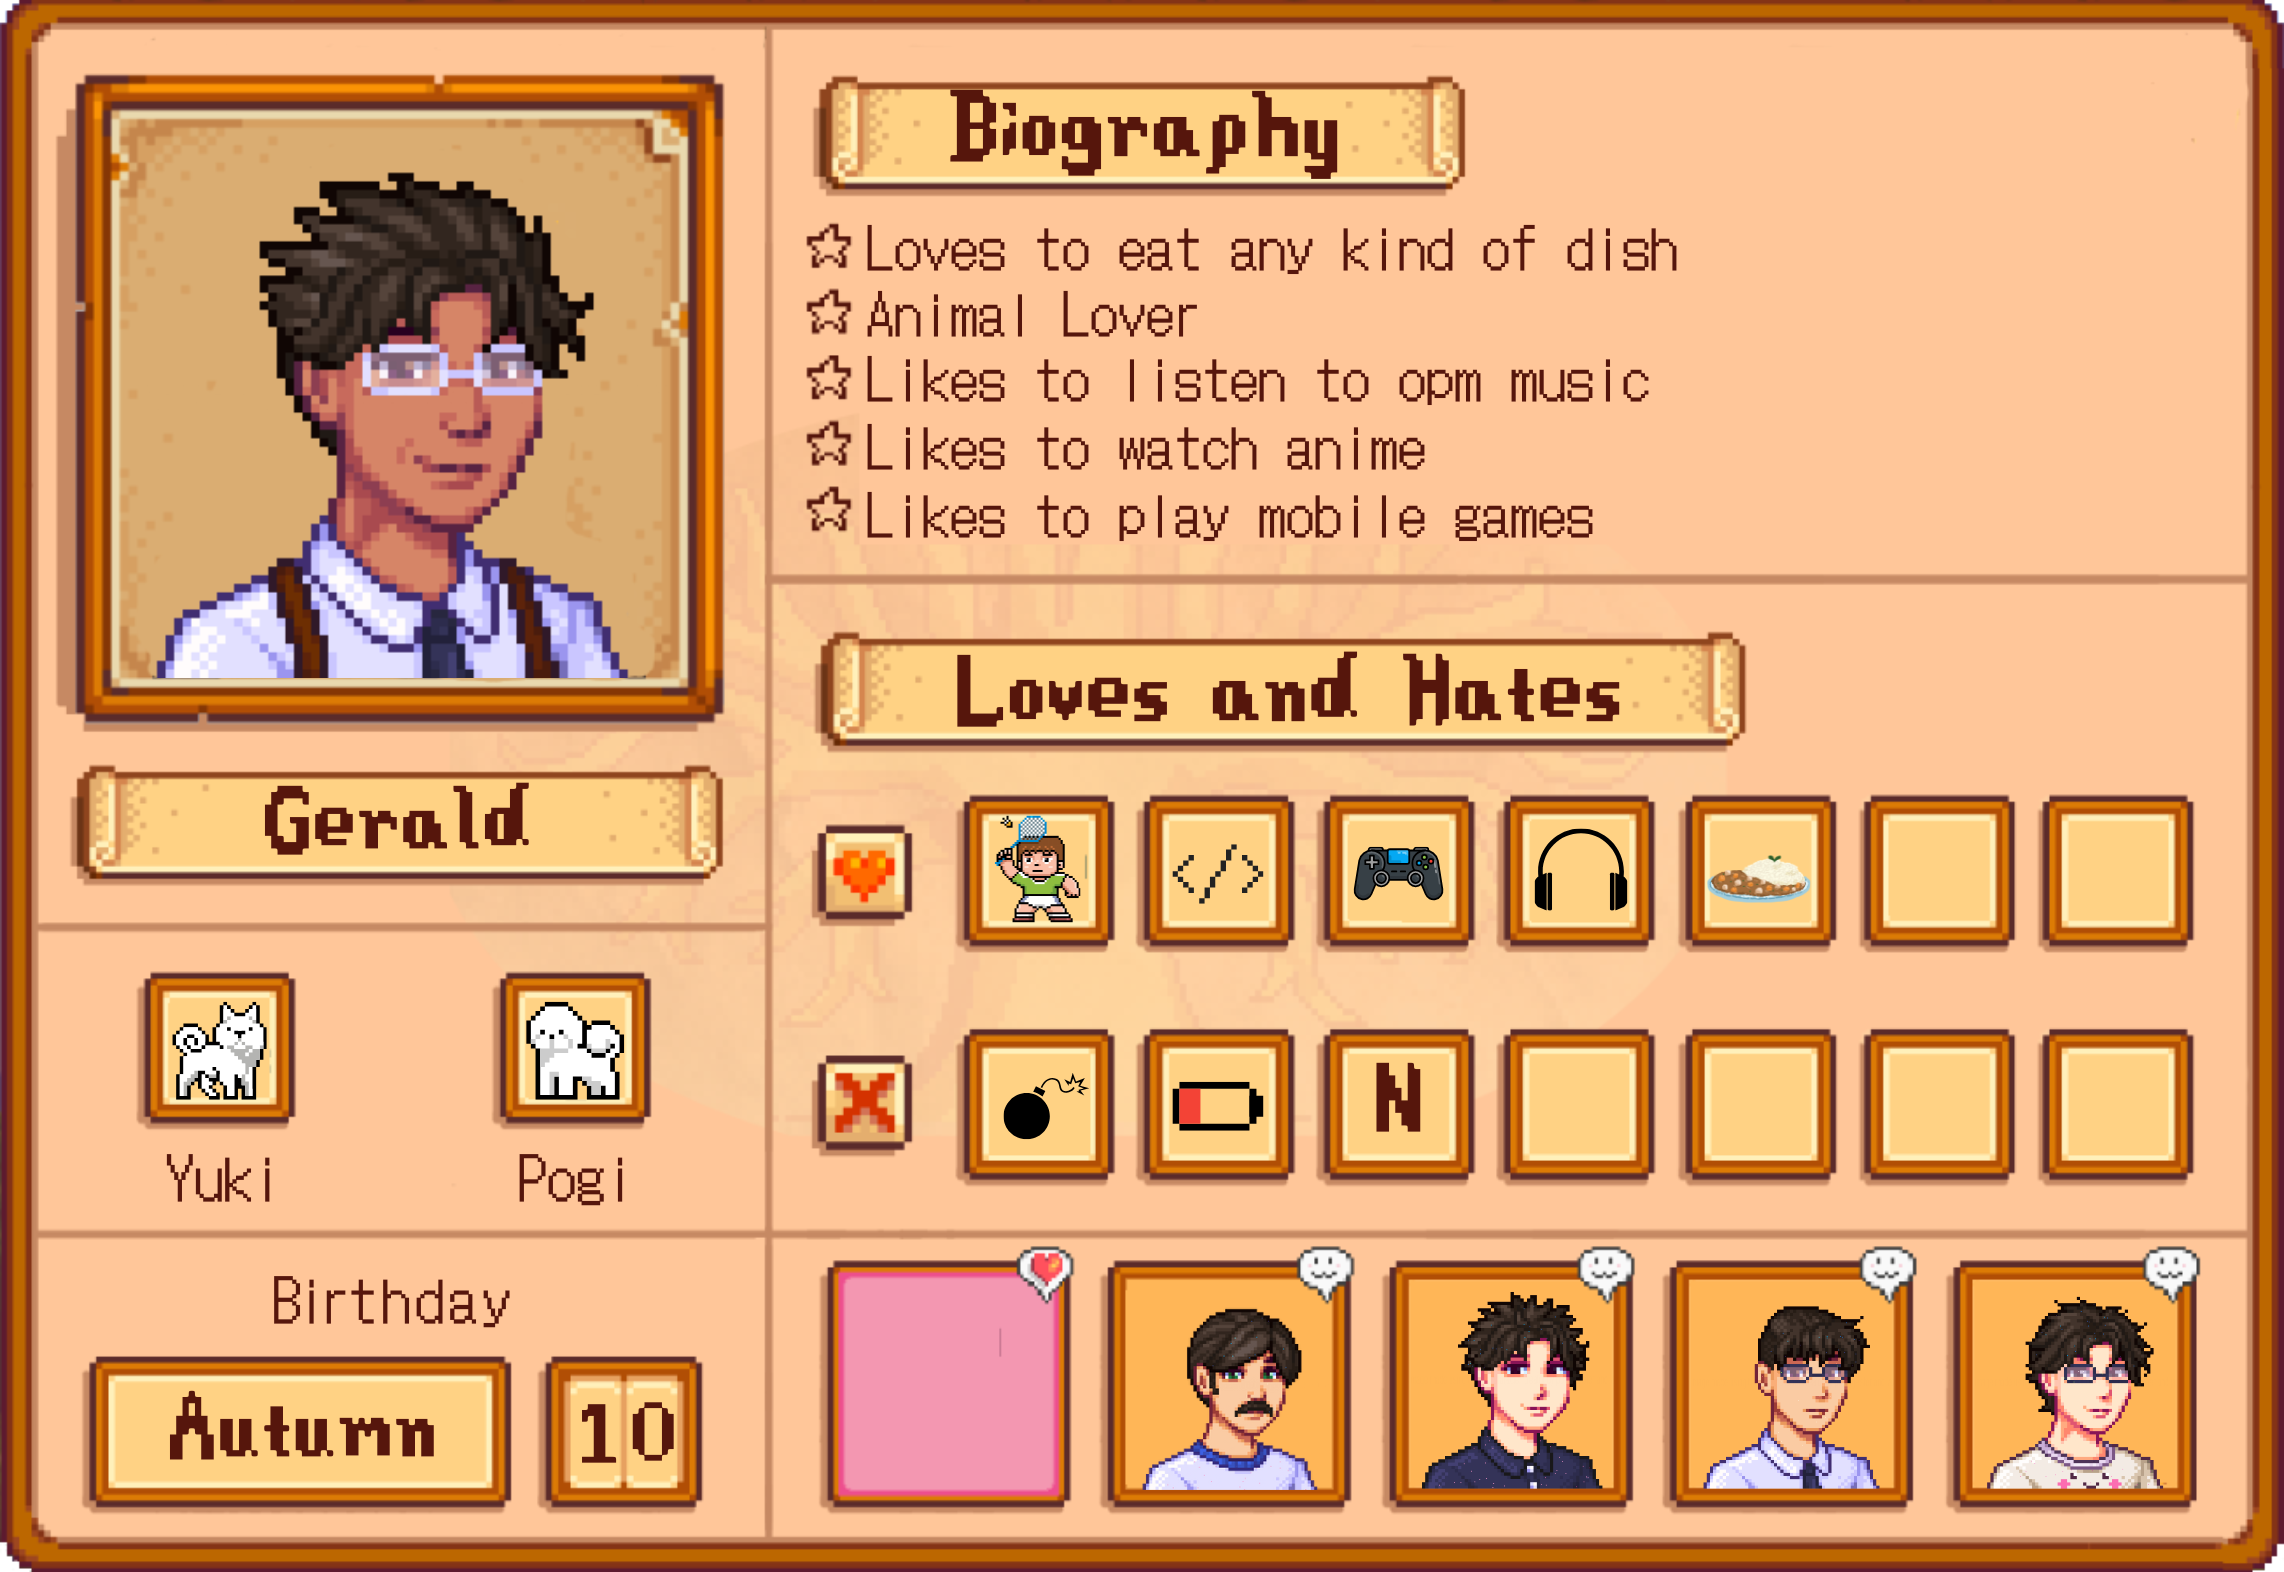 Biography
Loves to eat any kind of dish
Animal Lover
Likes to listen to opm music
Likes to watch anime
Likes to play mobile games
Gerald
Loves and Hates
</>
N
Yuki
Pogi
Birthday
Autumn
10